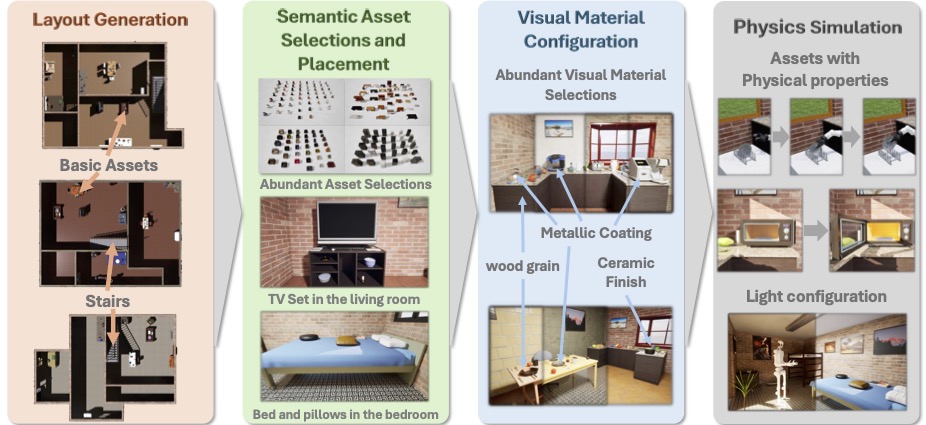 Layout Generation
Basic Assets
Stairs
Semantic Asset
Selections and
Placement
Abundant Asset Selections
TV Set in the living room
Bed and pillows in the bedroom
Visual Material
Configuration
Abundant Visual Material
Selections
Metallic Coating
wood grain
Ceramic
Finish
Physics Simulation
Assets with
Physical properties
Light configuration